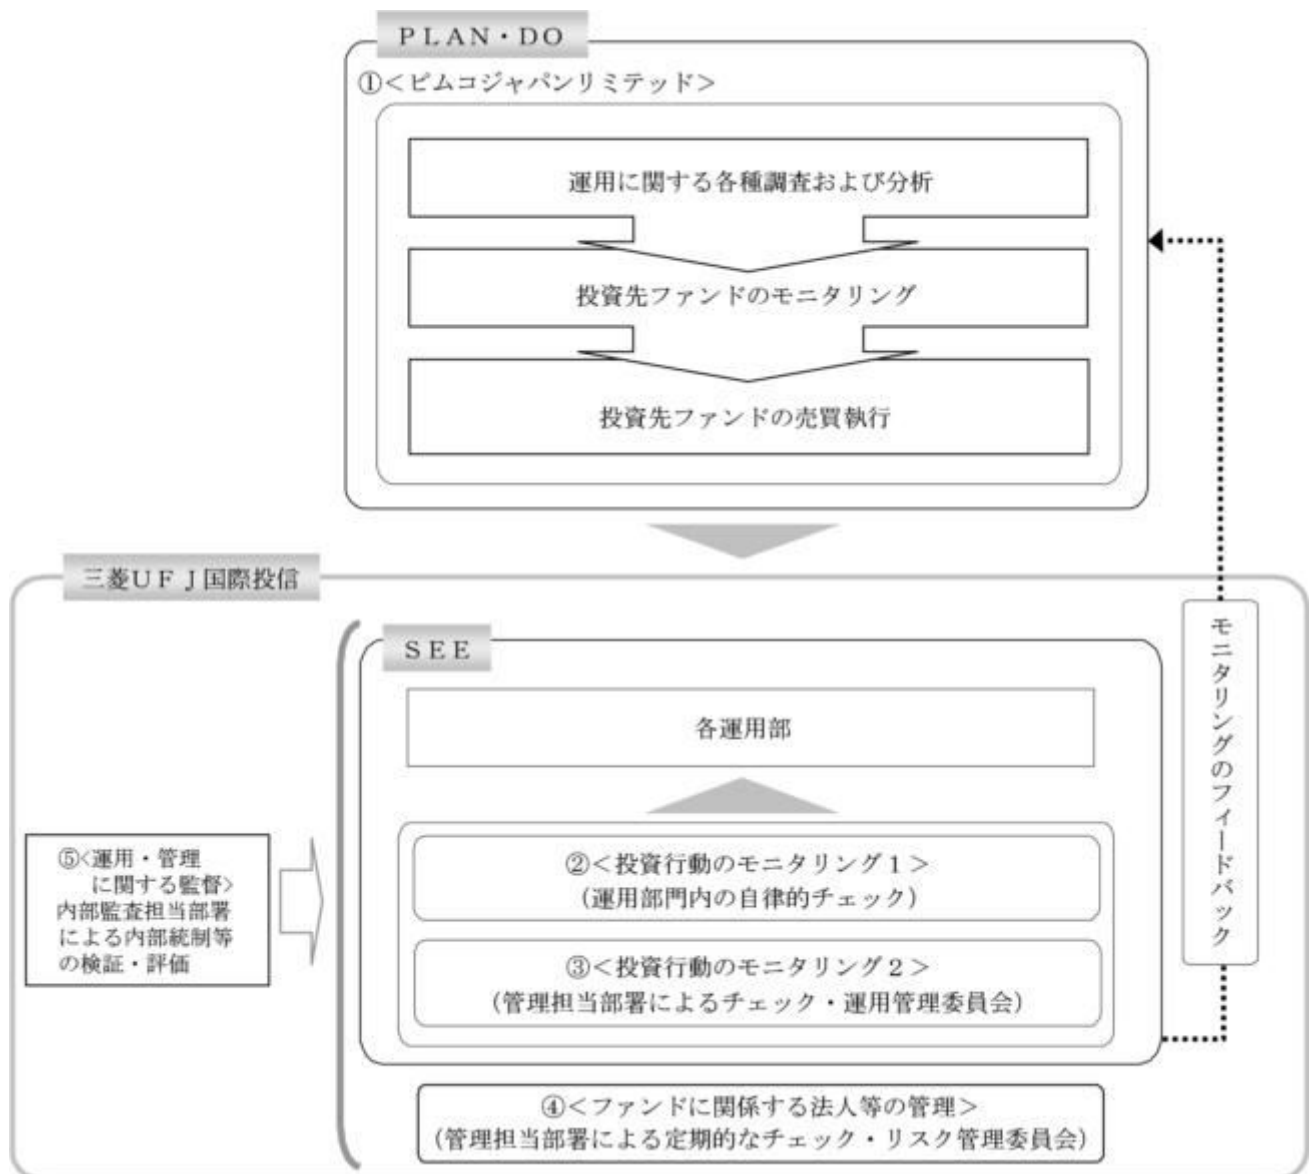 PLAN・DO
①＜ピムコジャパンリミテッド＞
運用に関する各種調査および分析
投資先ファンドのモニタリング
投資先ファンドの売買執行
三菱UFJ国際投信
SEE
各運用部
②＜投資行動のモニタリング１＞
（運用部門内の自律的チェック）
③＜投資行動のモニタリング２＞
（管理担当部署によるチェック・運用管理委員会）
④＜ファンドに関係する法人等の管理＞
（管理担当部署による定期的なチェック・リスク管理委員会）
⑤<運用・管理
に関する監督>
内部監査担当部署
による内部統制等
の検証・評価
モニタリングのフィードバック